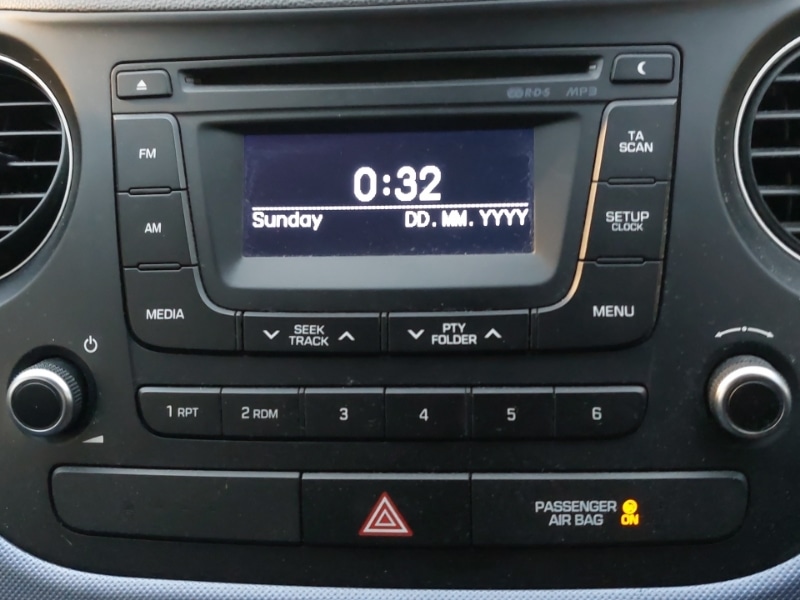 RDS MP3
FM
TA
SCAN
0:32
Sunday DD.MM.YYYY
AM
SETUP
CLOCK
MEDIA
SEEK
TRACK
PTY
FOLDER
MENU
1 RPT
2 RDM
3
4
5
6
PASSENGER
AIR BAG ON